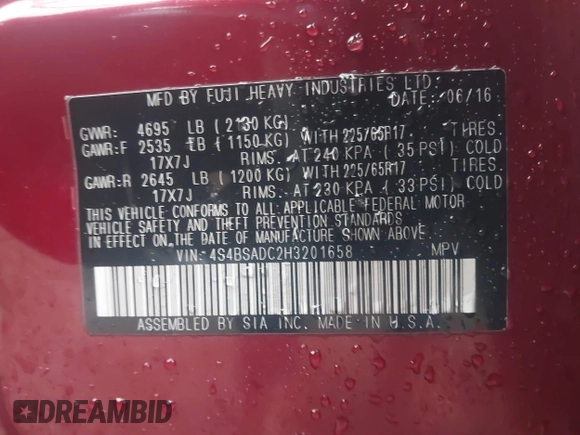 MFD BY FUJI HEAVY INDUSTRIES LTD.
DATE: 06/16
GVWR: 4695 LB (2130 KG)
GAWR:F 2535 LB (1150 KG) WITH 225/65R17 TIRES.
17X7J RIMS. AT 240 KPA (35 PSI) COLD
GAWR:R 2645 LB (1200 KG) WITH 225/65R17 TIRES.
17X7J RIMS. AT 230 KPA (33 PSI) COLD
THIS VEHICLE CONFORMS TO ALL APPLICABLE FEDERAL MOTOR
VEHICLE SAFETY AND THEFT PREVENTION STANDARDS
IN EFFECT ON THE DATE OF MANUFACTURE SHOWN ABOVE.
VIN: 4S4BSADC2H3201658 MPV
ASSEMBLED BY SIA INC. MADE IN U.S.A.
DREAMBID